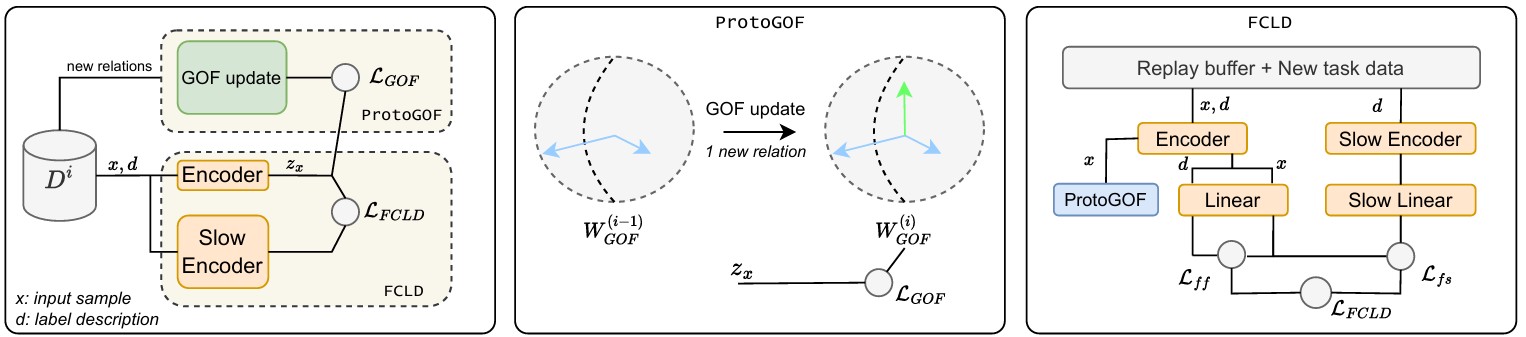 new relations
GOF update
$\mathcal{L}_{GOF}$
ProtoGOF
$D^i$
x, d
Encoder
$z_x$
$\mathcal{L}_{FCLD}$
Slow
Encoder
FCLD
x: input sample
d: label description
ProtoGOF
GOF update
1 new relation
$W_{GOF}^{(i-1)}$
$W_{GOF}^{(i)}$
$z_x$
$\mathcal{L}_{GOF}$
FCLD
Replay buffer + New task data
x, d
d
Encoder
Slow Encoder
x
d
x
ProtoGOF
Linear
Slow Linear
$\mathcal{L}_{ff}$
$\mathcal{L}_{fs}$
$\mathcal{L}_{FCLD}$